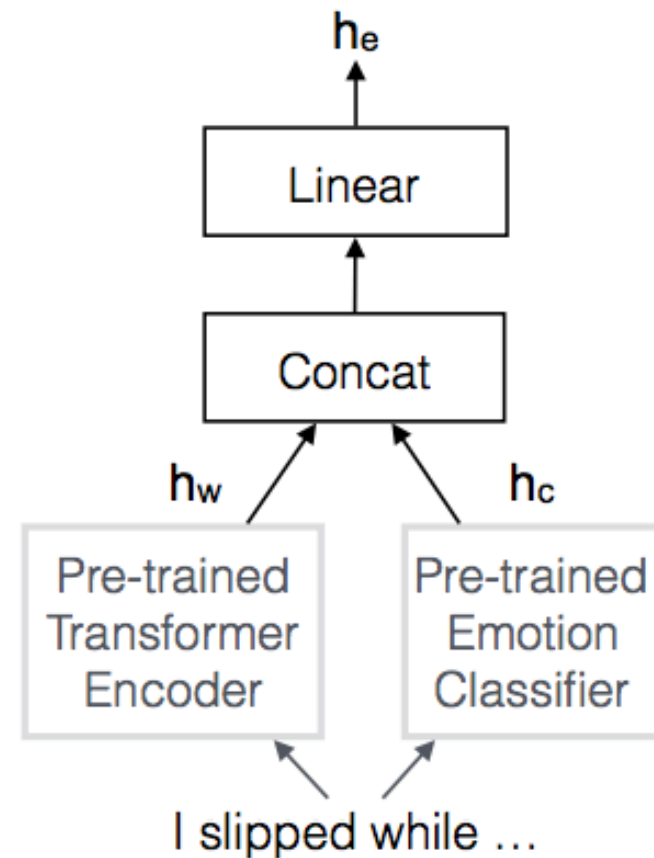 he
Linear
Concat
hw hc
Pre-trained Pre-trained
Transformer Emotion
Encoder Classifier
I slipped while ...